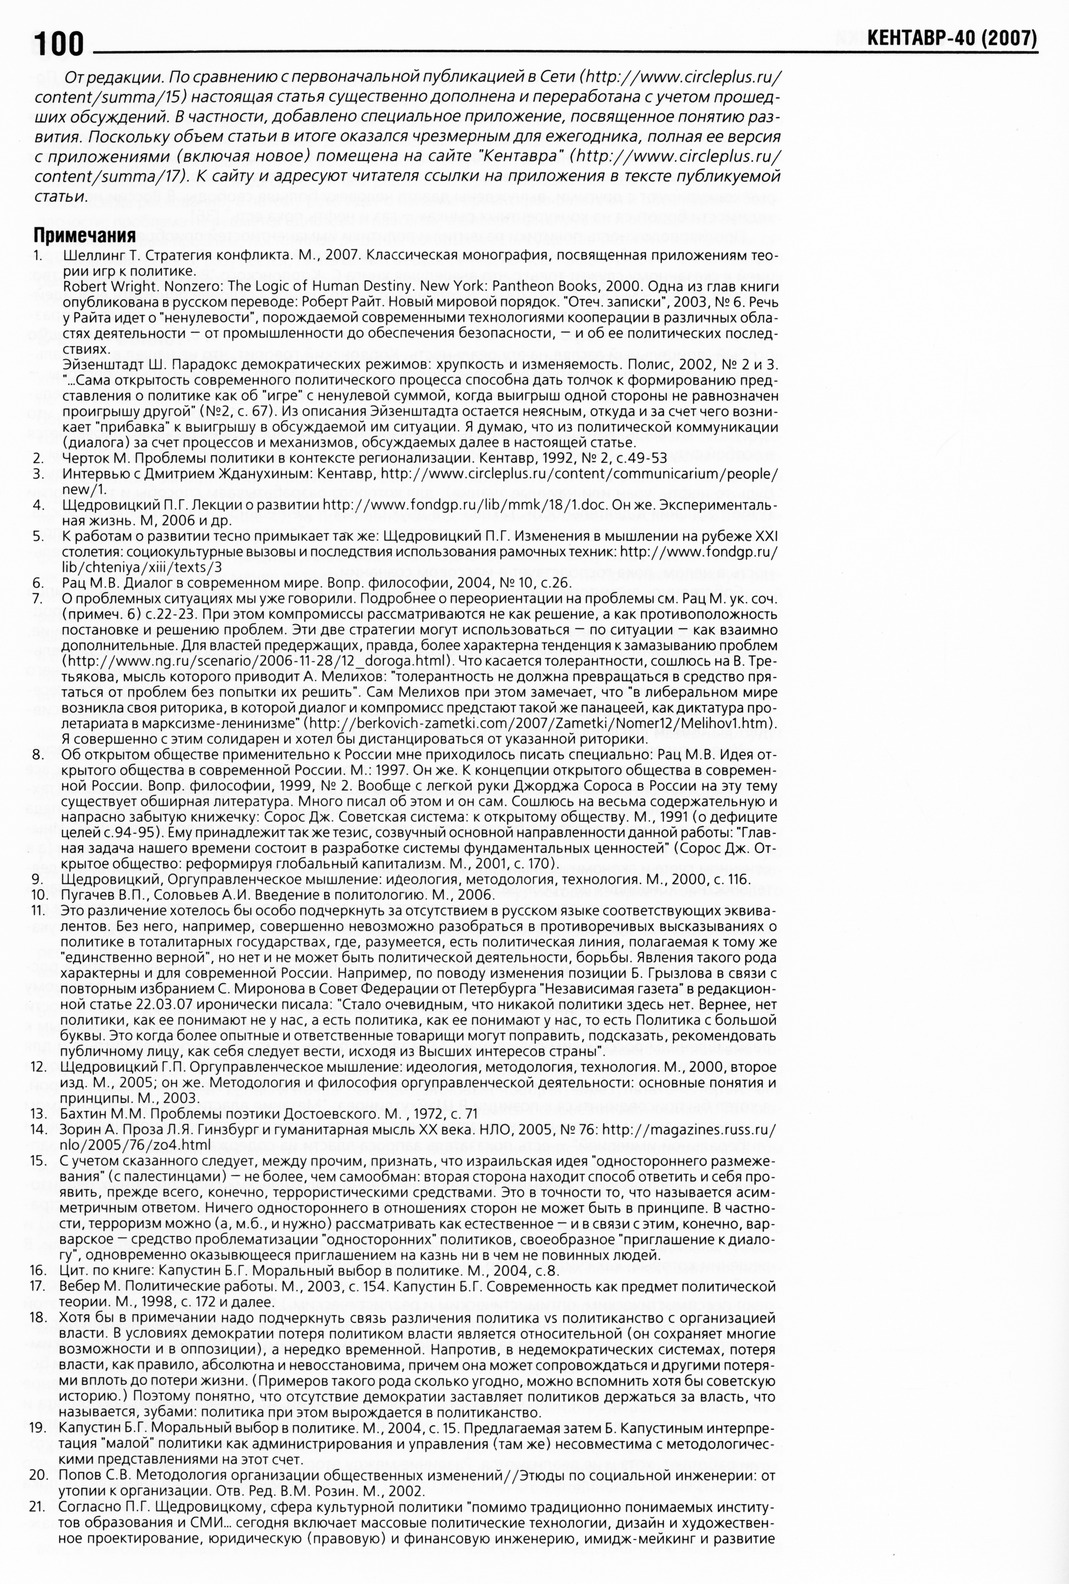 100
КЕНТАВР-40 (2007)
От редакции. По сравнению с первоначальной публикацией в Сети (http://www.circleplus.ru/
content/summa/15) настоящая статья существенно дополнена и переработана с учетом прошед-
ших обсуждений. В частности, добавлено специальное приложение, посвященное понятию раз-
вития. Поскольку объем статьи в итоге оказался чрезмерным для ежегодника, полная ее версия
с приложениями (включая новое) помещена на сайте "Кентавра" (http://www.circleplus.ru/
content/summa/17). К сайту и адресуют читателя ссылки на приложения в тексте публикуемой
статьи.
Примечания
1. Шеллинг Т. Стратегия конфликта. М., 2007. Классическая монография, посвященная приложениям тео-
рии игр к политике.
Robert Wright. Nonzero: The Logic of Human Destiny. New York: Pantheon Books, 2000. Одна из глав книги
опубликована в русском переводе: Роберт Райт. Новый мировой порядок. "Отеч. записки", 2003, № 6. Речь
у Райта идет о "ненулевости", порождаемой современными технологиями кооперации в различных обла-
стях деятельности – от промышленности до обеспечения безопасности, – и об ее политических послед-
ствиях.
Эйзенштадт Ш. Парадокс демократических режимов: хрупкость и изменяемость. Полис, 2002, № 2 и 3.
"...Сама открытость современного политического процесса способна дать толчок к формированию пред-
ставления о политике как об "игре" с ненулевой суммой, когда выигрыш одной стороны не равнозначен
проигрышу другой" (№2, с. 67). Из описания Эйзенштадта остается неясным, откуда и за счет чего возни-
кает "прибавка" к выигрышу в обсуждаемой им ситуации. Я думаю, что из политической коммуникации
(диалога) за счет процессов и механизмов, обсуждаемых далее в настоящей статье.
2. Черток М. Проблемы политики в контексте регионализации. Кентавр, 1992, № 2, с.49-53
3. Интервью с Дмитрием Жданухиным: Кентавр, http://www.circleplus.ru/content/communicarium/people/
new/1.
4. Щедровицкий П.Г. Лекции о развитии http://www.fondgp.ru/lib/mmk/18/1.doc. Он же. Эксперименталь-
ная жизнь. М, 2006 и др.
5. К работам о развитии тесно примыкает так же: Щедровицкий П.Г. Изменения в мышлении на рубеже XXI
столетия: социокультурные вызовы и последствия использования рамочных техник: http://www.fondgp.ru/
lib/chteniya/xiii/texts/3
6. Рац М.В. Диалог в современном мире. Вопр. философии, 2004, № 10, с.26.
7. О проблемных ситуациях мы уже говорили. Подробнее о переориентации на проблемы см. Рац М. ук. соч.
(примеч. 6) с.22-23. При этом компромиссы рассматриваются не как решение, а как противоположность
постановке и решению проблем. Эти две стратегии могут использоваться – по ситуации – как взаимно
дополнительные. Для властей предержащих, правда, более характерна тенденция к замазыванию проблем
(http://www.ng.ru/scenario/2006-11-28/12_doroga.html). Что касается толерантности, сошлюсь на В. Тре-
тьякова, мысль которого приводит А. Мелихов: "толерантность не должна превращаться в средство пря-
таться от проблем без попытки их решить". Сам Мелихов при этом замечает, что "в либеральном мире
возникла своя риторика, в которой диалог и компромисс предстают такой же панацеей, как диктатура про-
летариата в марксизме-ленинизме" (http://berkovich-zametki.com/2007/Zametki/Nomer12/Melihov1.htm).
Я совершенно с этим солидарен и хотел бы дистанцироваться от указанной риторики.
8. Об открытом обществе применительно к России мне приходилось писать специально: Рац М.В. Идея от-
крытого общества в современной России. М.: 1997. Он же. К концепции открытого общества в современ-
ной России. Вопр. философии, 1999, № 2. Вообще с легкой руки Джорджа Сороса в России на эту тему
существует обширная литература. Много писал об этом и он сам. Сошлюсь на весьма содержательную и
напрасно забытую книжечку: Сорос Дж. Советская система: к открытому обществу. М., 1991 (о дефиците
целей с.94-95). Ему принадлежит так же тезис, созвучный основной направленности данной работы: "Глав-
ная задача нашего времени состоит в разработке системы фундаментальных ценностей" (Сорос Дж. От-
крытое общество: реформируя глобальный капитализм. М., 2001, с. 170).
9. Щедровицкий, Оргуправленческое мышление: идеология, методология, технология. М., 2000, с. 116.
10. Пугачев В.П., Соловьев А.И. Введение в политологию. М., 2006.
11. Это различение хотелось бы особо подчеркнуть за отсутствием в русском языке соответствующих эквива-
лентов. Без него, например, совершенно невозможно разобраться в противоречивых высказываниях о
политике в тоталитарных государствах, где, разумеется, есть политическая линия, полагаемая к тому же
"единственно верной", но нет и не может быть политической деятельности, борьбы. Явления такого рода
характерны и для современной России. Например, по поводу изменения позиции Б. Грызлова в связи с
повторным избранием С. Миронова в Совет Федерации от Петербурга "Независимая газета" в редакцион-
ной статье 22.03.07 иронически писала: "Стало очевидным, что никакой политики здесь нет. Вернее, нет
политики, как ее понимают не у нас, а есть политика, как ее понимают у нас, то есть Политика с большой
буквы. Это когда более опытные и ответственные товарищи могут поправить, подсказать, рекомендовать
публичному лицу, как себя следует вести, исходя из Высших интересов страны".
12. Щедровицкий Г.П. Оргуправленческое мышление: идеология, методология, технология. М., 2000, второе
изд. М., 2005; он же. Методология и философия оргуправленческой деятельности: основные понятия и
принципы. М., 2003.
13. Бахтин М.М. Проблемы поэтики Достоевского. М. , 1972, с. 71
14. Зорин А. Проза Л.Я. Гинзбург и гуманитарная мысль XX века. НЛО, 2005, № 76: http://magazines.russ.ru/
nlo/2005/76/zo4.html
15. С учетом сказанного следует, между прочим, признать, что израильская идея "одностороннего размеже-
вания" (с палестинцами) – не более, чем самообман: вторая сторона находит способ ответить и себя про-
явить, прежде всего, конечно, террористическими средствами. Это в точности то, что называется асим-
метричным ответом. Ничего одностороннего в отношениях сторон не может быть в принципе. В частно-
сти, терроризм можно (а, м.б., и нужно) рассматривать как естественное – и в связи с этим, конечно, вар-
варское – средство проблематизации "односторонних" политиков, своеобразное "приглашение к диало-
гу", одновременно оказывющееся приглашением на казнь ни в чем не повинных людей.
16. Цит. по книге: Капустин Б.Г. Моральный выбор в политике. М., 2004, с.8.
17. Вебер М. Политические работы. М., 2003, с. 154. Капустин Б.Г. Современность как предмет политической
теории. М., 1998, с. 172 и далее.
18. Хотя бы в примечании надо подчеркнуть связь различения политика vs политиканство с организацией
власти. В условиях демократии потеря политиком власти является относительной (он сохраняет многие
возможности и в оппозиции), а нередко временной. Напротив, в недемократических системах, потеря
власти, как правило, абсолютна и невосстановима, причем она может сопровождаться и другими потеря-
ми вплоть до потери жизни. (Примеров такого рода сколько угодно, можно вспомнить хотя бы советскую
историю.) Поэтому понятно, что отсутствие демократии заставляет политиков держаться за власть, что
называется, зубами: политика при этом вырождается в политиканство.
19. Капустин Б.Г. Моральный выбор в политике. М., 2004, с. 15. Предлагаемая затем Б. Капустиным интерпре-
тация "малой" политики как администрирования и управления (там же) несовместима с методологичес-
кими представлениями на этот счет.
20. Попов С.В. Методология организации общественных изменений//Этюды по социальной инженерии: от
утопии к организации. Отв. Ред. В.М. Розин. М., 2002.
21. Согласно П.Г. Щедровицкому, сфера культурной политики "помимо традиционно понимаемых институ-
тов образования и СМИ... сегодня включает массовые политические технологии, дизайн и художествен-
ное проектирование, юридическую (правовую) и финансовую инженерию, имидж-мейкинг и развитие